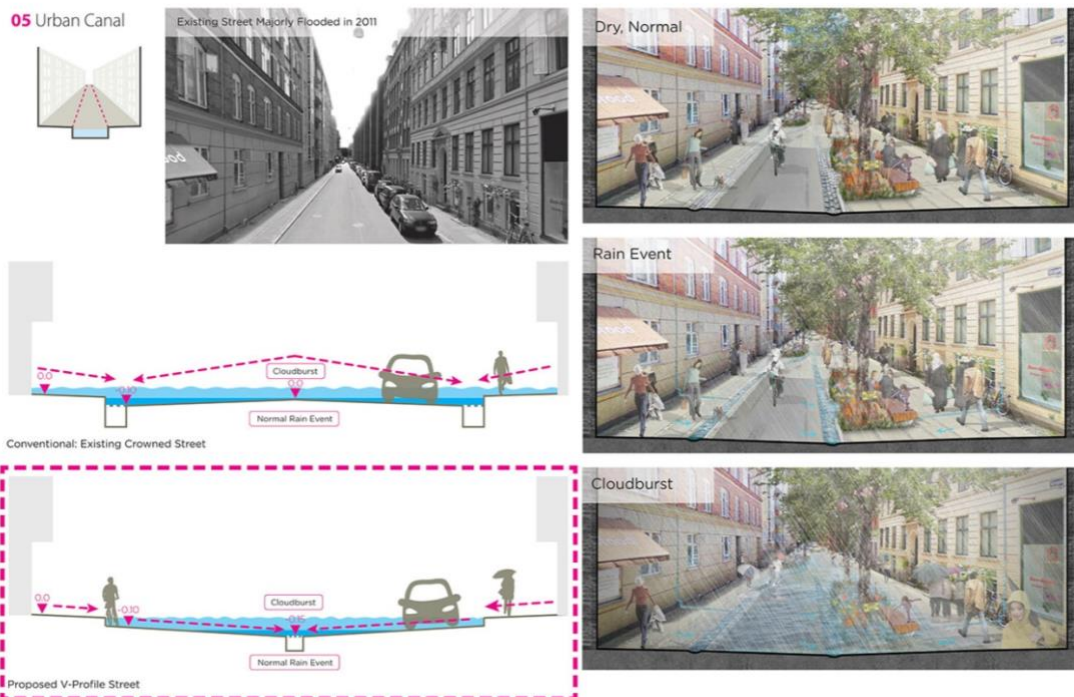 05 Urban Canal
Existing Street Majorly Flooded in 2011
Dry, Normal
Rain Event
Cloudburst
0.0
-0.10
0.0
Normal Rain Event
Conventional: Existing Crowned Street
Cloudburst
Cloudburst
0.0
-0.10
-0.15
Normal Rain Event
Proposed V-Profile Street